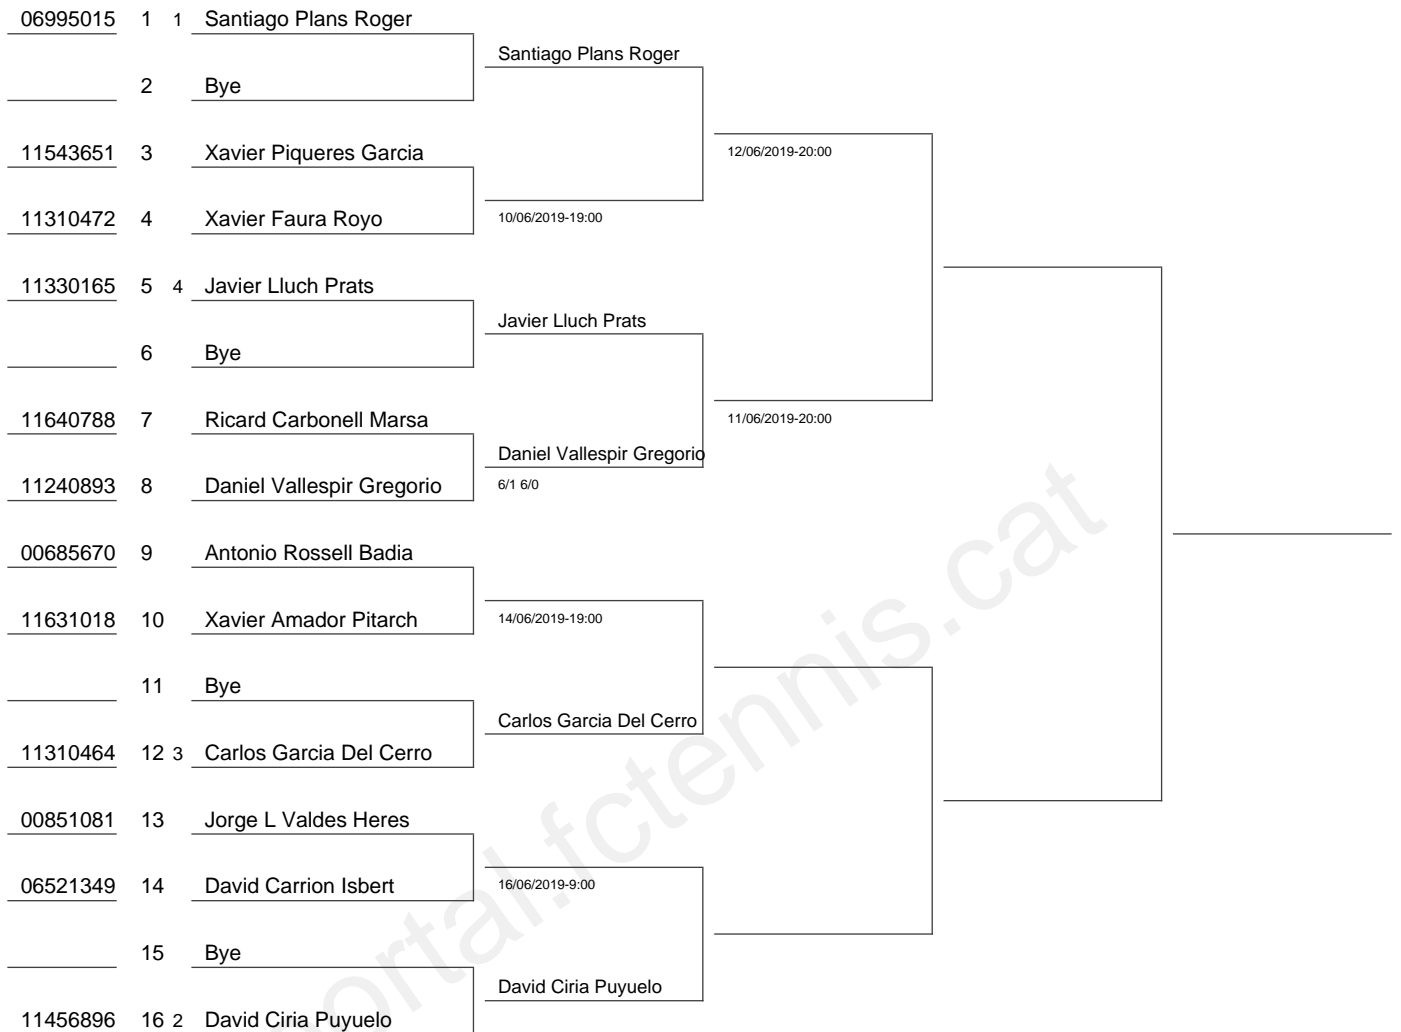 06995015 1 1 Santiago Plans Roger
Santiago Plans Roger
2 Bye
11543651 3 Xavier Piqueres Garcia
12/06/2019-20:00
11310472 4 Xavier Faura Royo
10/06/2019-19:00
11330165 5 4 Javier Lluch Prats
Javier Lluch Prats
6 Bye
11640788 7 Ricard Carbonell Marsa
11/06/2019-20:00
Daniel Vallespir Gregorio
11240893 8 Daniel Vallespir Gregorio
6/1 6/0
00685670 9 Antonio Rossell Badia
11631018 10 Xavier Amador Pitarch
14/06/2019-19:00
11 Bye
Carlos Garcia Del Cerro
11310464 12 3 Carlos Garcia Del Cerro
00851081 13 Jorge L Valdes Heres
06521349 14 David Carrion Isbert
16/06/2019-9:00
15 Bye
David Ciria Puyuelo
11456896 16 2 David Ciria Puyuelo
ortal.fctennis.cat